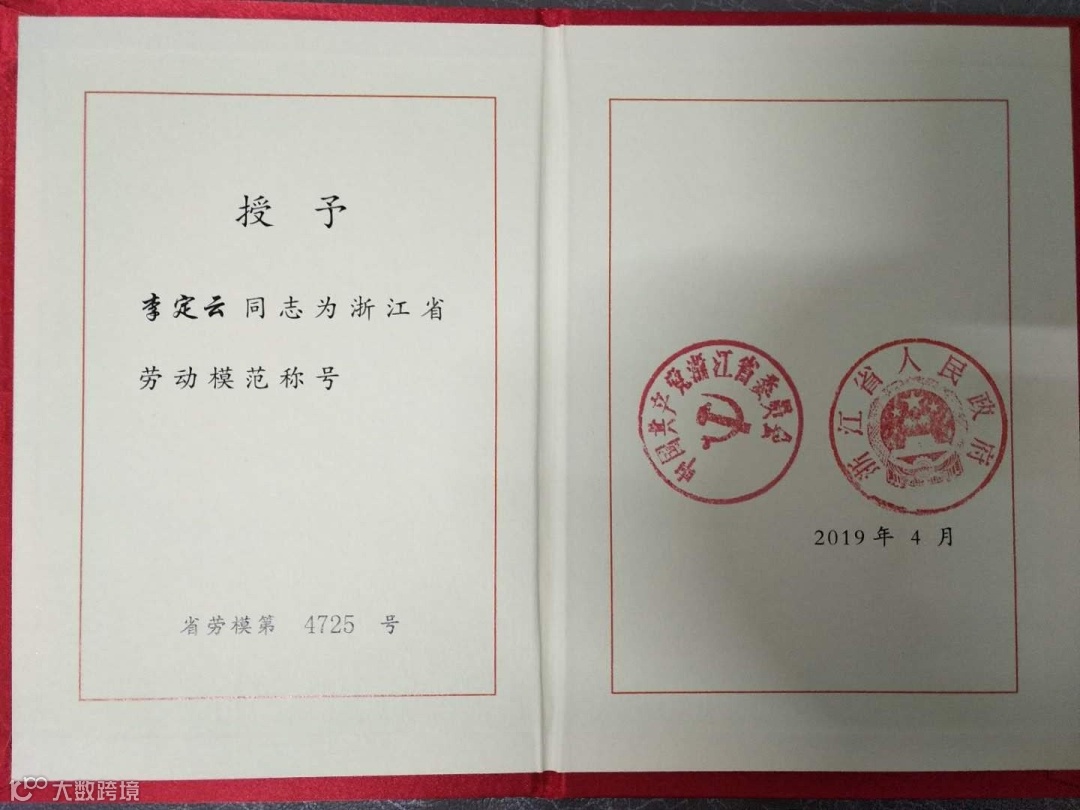 授予
李定云同志为浙江省
劳动模范称号
省劳模第 4725 号
中国共产党浙江省委员会
浙江省人民政府
2019年4月
大数跨境